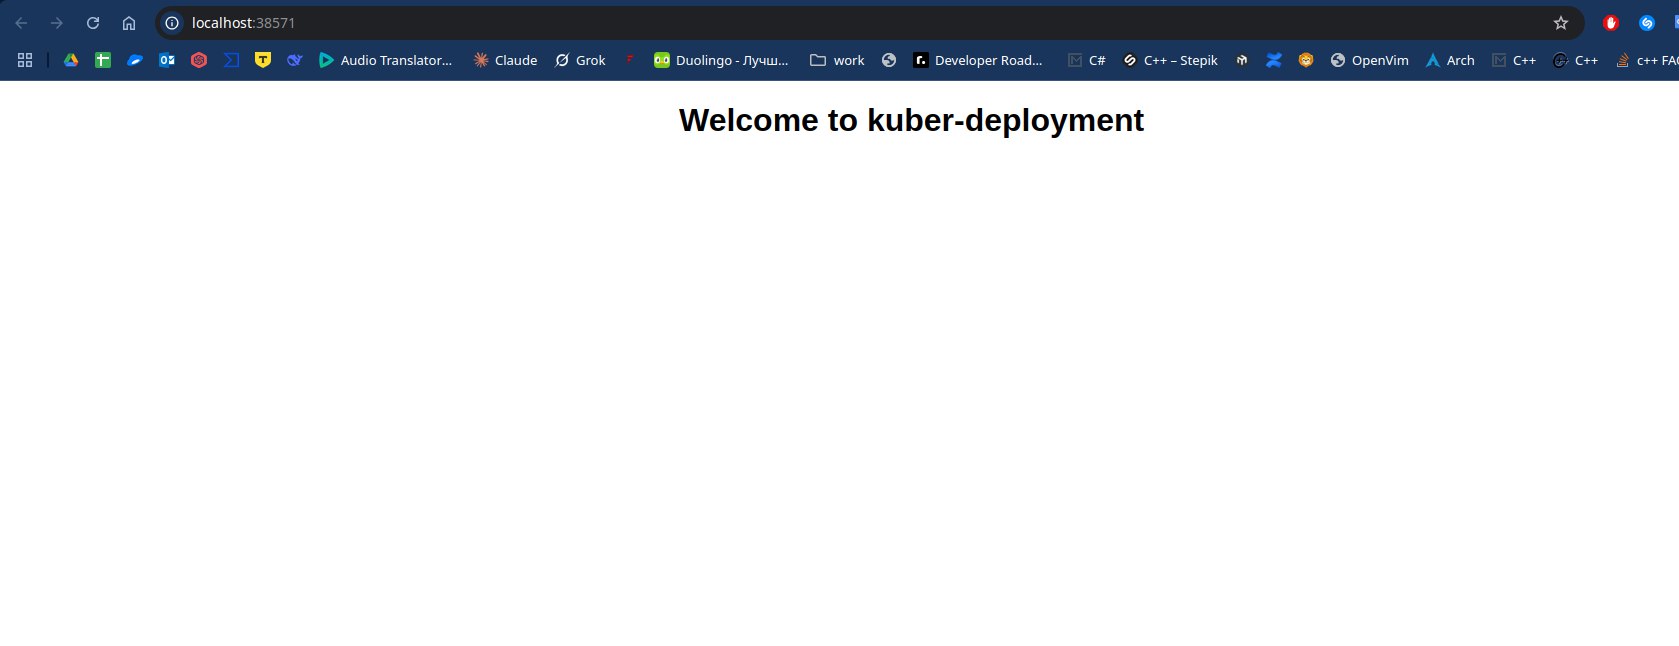 localhost:38571
Audio Translator... Claude Grok Duolingo - Лучш... work Developer Road... C# C++ – Stepik OpenVim Arch C++ C++ c++ FA
Welcome to kuber-deployment